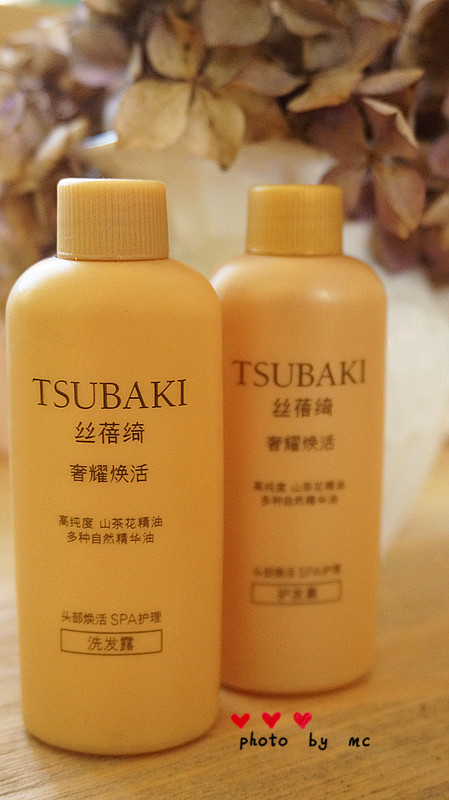 TSUBAKI
丝蓓绮
奢耀焕活
高纯度 山茶花精油
多种自然精华油
头部焕活 SPA护理
洗发露
TSUBAKI
丝蓓绮
奢耀焕活
高纯度 山茶花精油
多种自然精华油
头部焕活 SPA护理
护发素
photo by mc